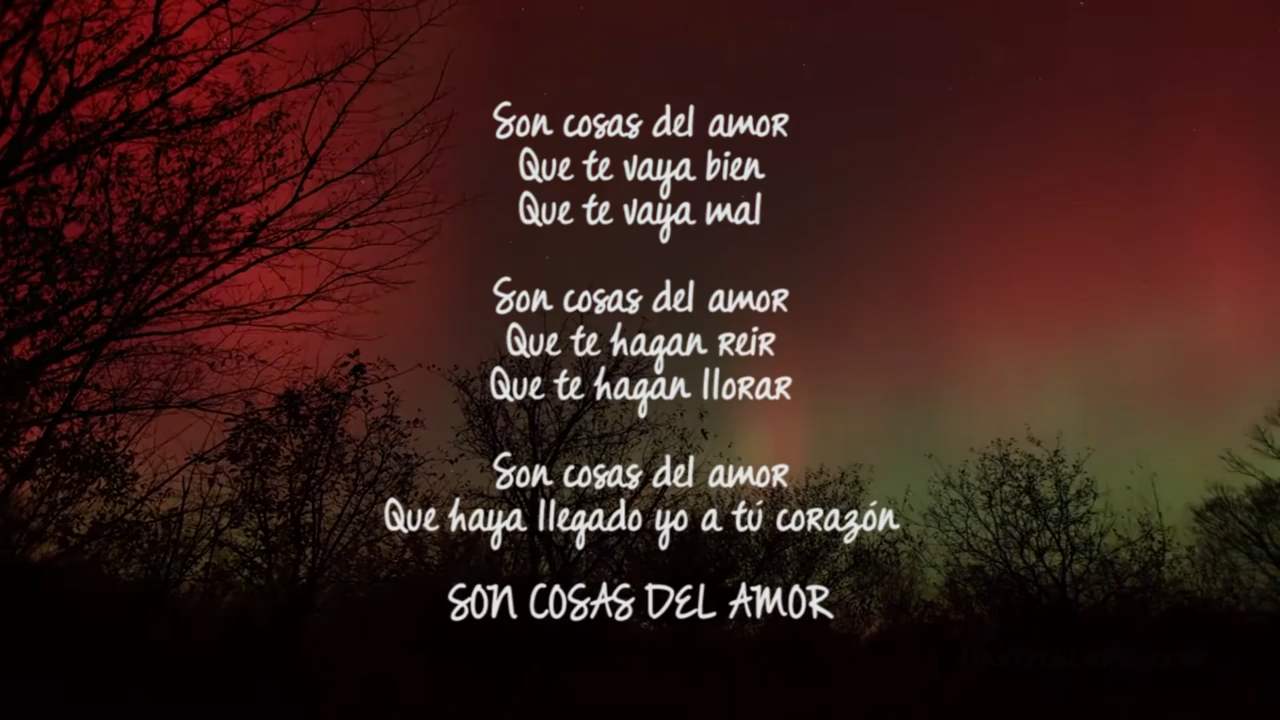 Son cosas del amor
Que te vaya bien
Que te vaya mal
Son cosas del amor
Que te hagan reir
Que te hagan llorar
Son cosas del amor
Que haya llegado yo a tú corazón
SON COSAS DEL AMOR